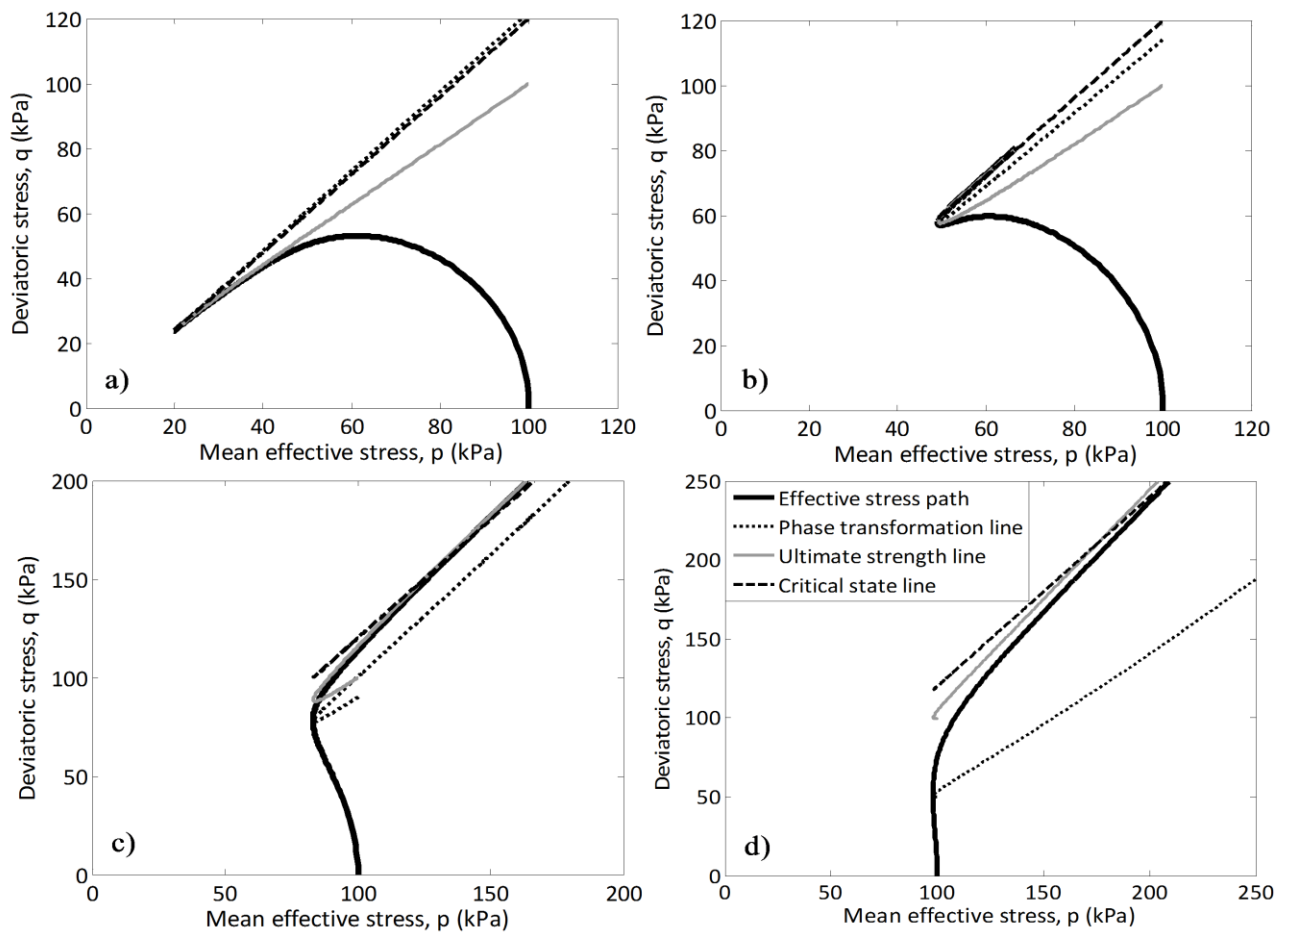 120
100
80
60
40
20
0
Deviatoric stress, q (kPa)
a)
20 40 60 80 100 120
Mean effective stress, p (kPa)
120
100
80
60
40
20
0
Deviatoric stress, q (kPa)
b)
0 20 40 60 80 100 120
Mean effective stress, p (kPa)
200
150
100
50
0
Deviatoric stress, q (kPa)
c)
0 50 100 150 200
Mean effective stress, p (kPa)
250
200
150
100
50
0
Deviatoric stress, q (kPa)
Effective stress path
Phase transformation line
Ultimate strength line
Critical state line
d)
0 50 100 150 200 250
Mean effective stress, p (kPa)